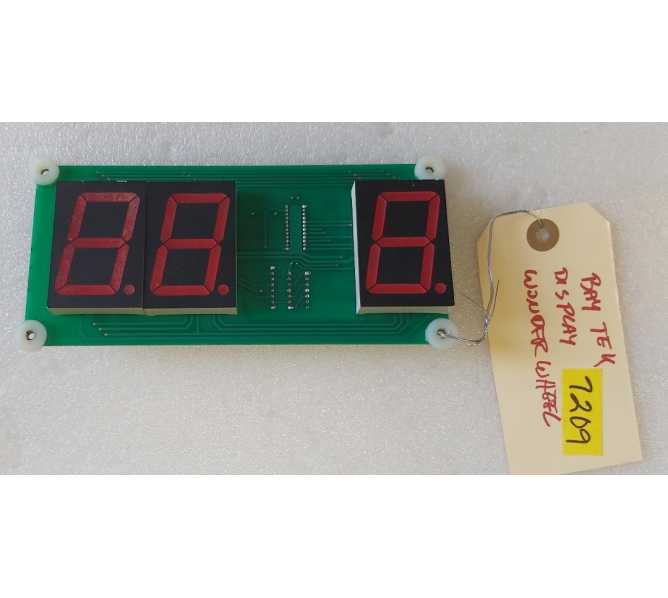 BAY TEK
DISPLAY
WONDER WHEEL
7209